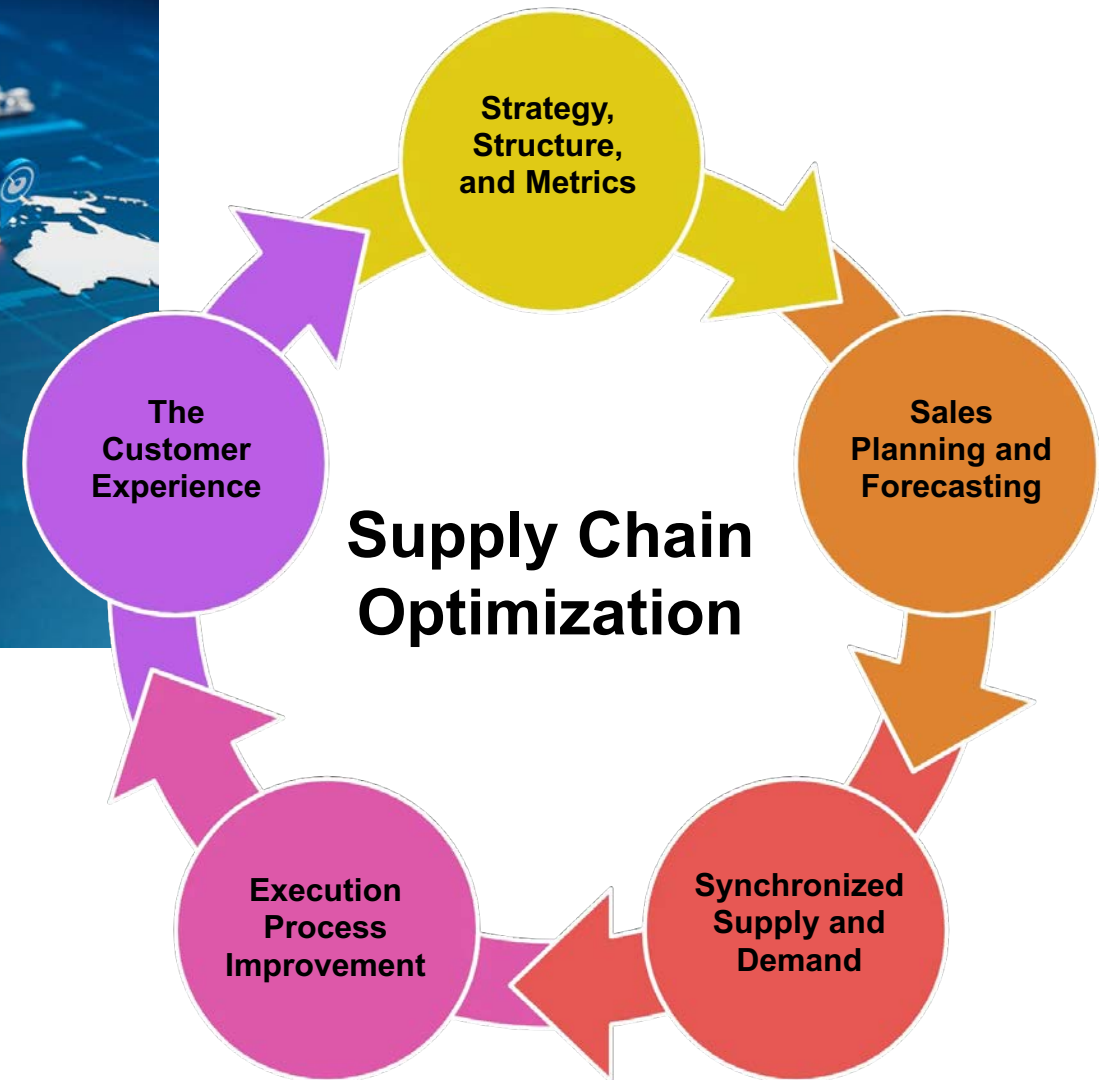 Strategy,
Structure,
and Metrics
Sales
Planning and
Forecasting
Synchronized
Supply and
Demand
Execution
Process
Improvement
The
Customer
Experience
Supply Chain
Optimization